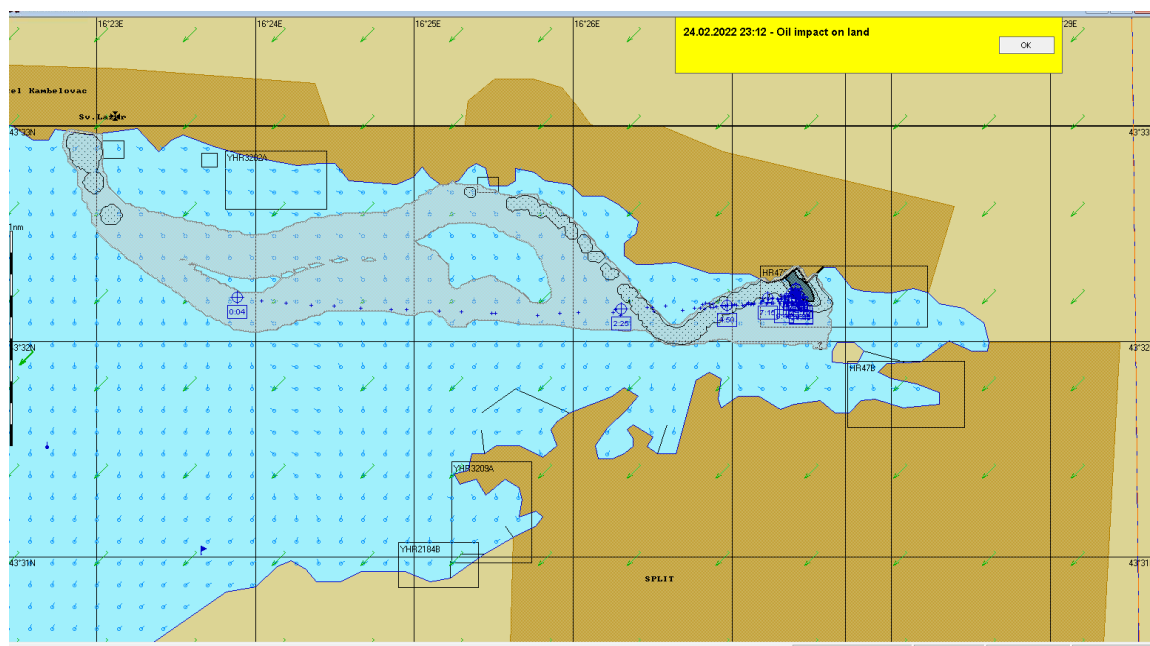 16°23E
16°24E
16°25E
16°26E
29E
24.02.2022 23:12 - Oil impact on land
OK
el Kambelovac
Sv.Lazar
43°33N
43°33
YHR3202A
1nm
HR47
0:04
2:25
4:50
7:15
43°32N
43°32
HR47B
YHR3209A
YHR2184B
43°31N
43°31
SPLIT